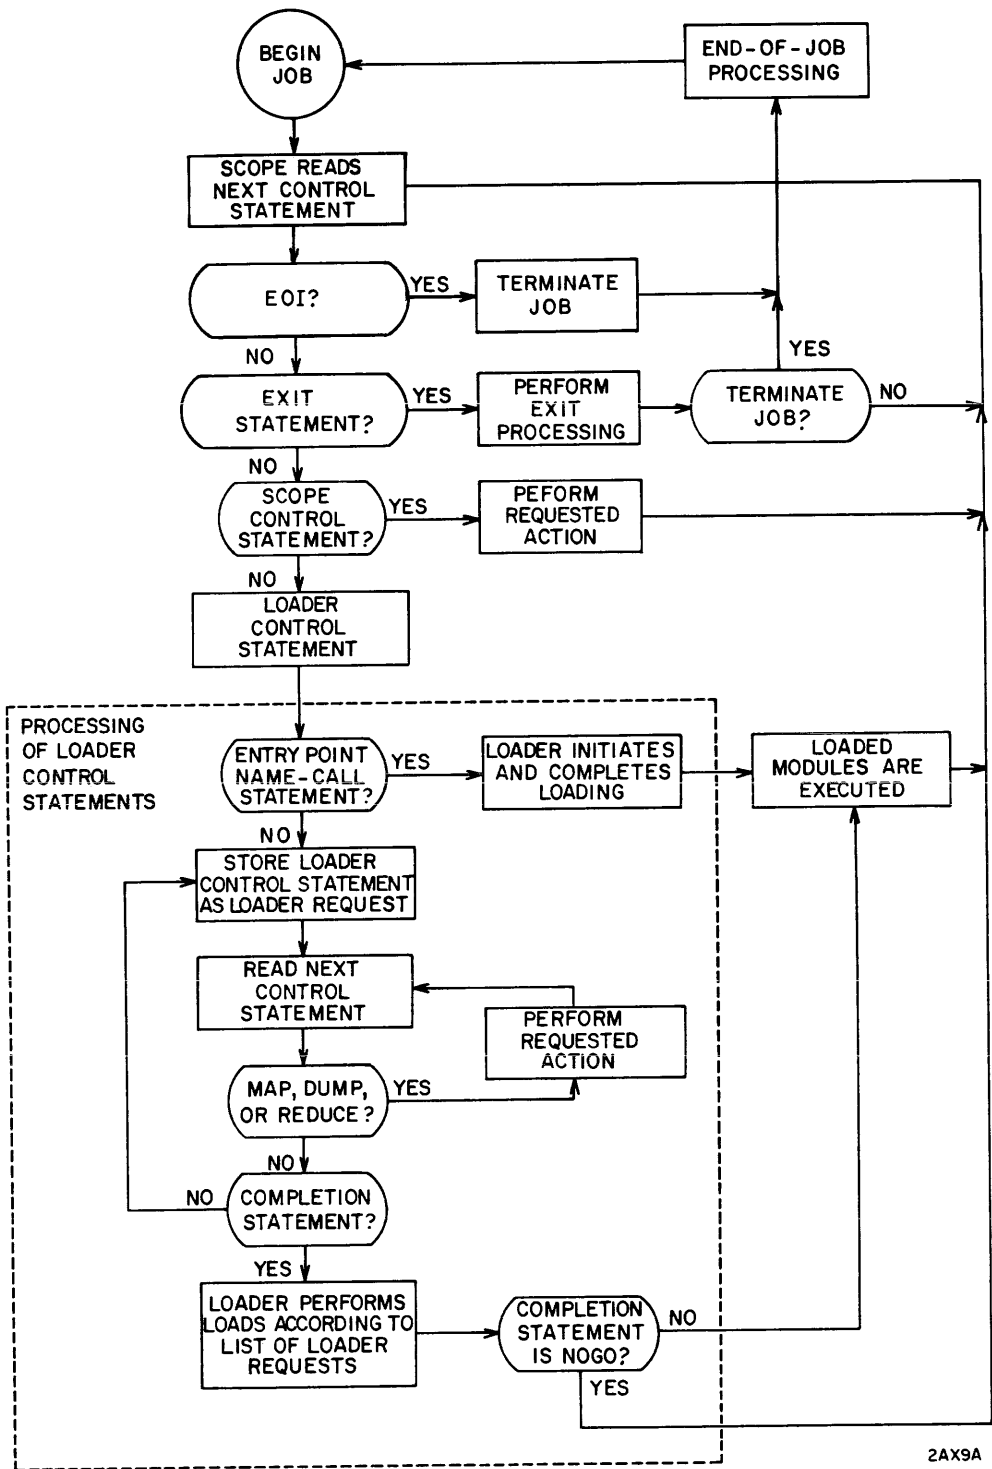 BEGIN
JOB
END-OF-JOB
PROCESSING
SCOPE READS
NEXT CONTROL
STATEMENT
EOI?
YES
TERMINATE
JOB
NO
YES
EXIT
STATEMENT?
YES
PERFORM
EXIT
PROCESSING
TERMINATE
JOB?
NO
NO
SCOPE
CONTROL
STATEMENT?
YES
PEFORM
REQUESTED
ACTION
NO
LOADER
CONTROL
STATEMENT
PROCESSING
OF LOADER
CONTROL
STATEMENTS
ENTRY POINT
NAME-CALL
STATEMENT?
YES
LOADER INITIATES
AND COMPLETES
LOADING
LOADED
MODULES ARE
EXECUTED
NO
STORE LOADER
CONTROL STATEMENT
AS LOADER REQUEST
READ NEXT
CONTROL
STATEMENT
PERFORM
REQUESTED
ACTION
MAP, DUMP,
OR REDUCE?
YES
NO
COMPLETION
STATEMENT?
NO
YES
LOADER PERFORMS
LOADS ACCORDING TO
LIST OF LOADER
REQUESTS
COMPLETION
STATEMENT
IS NOGO?
NO
YES
2AX9A